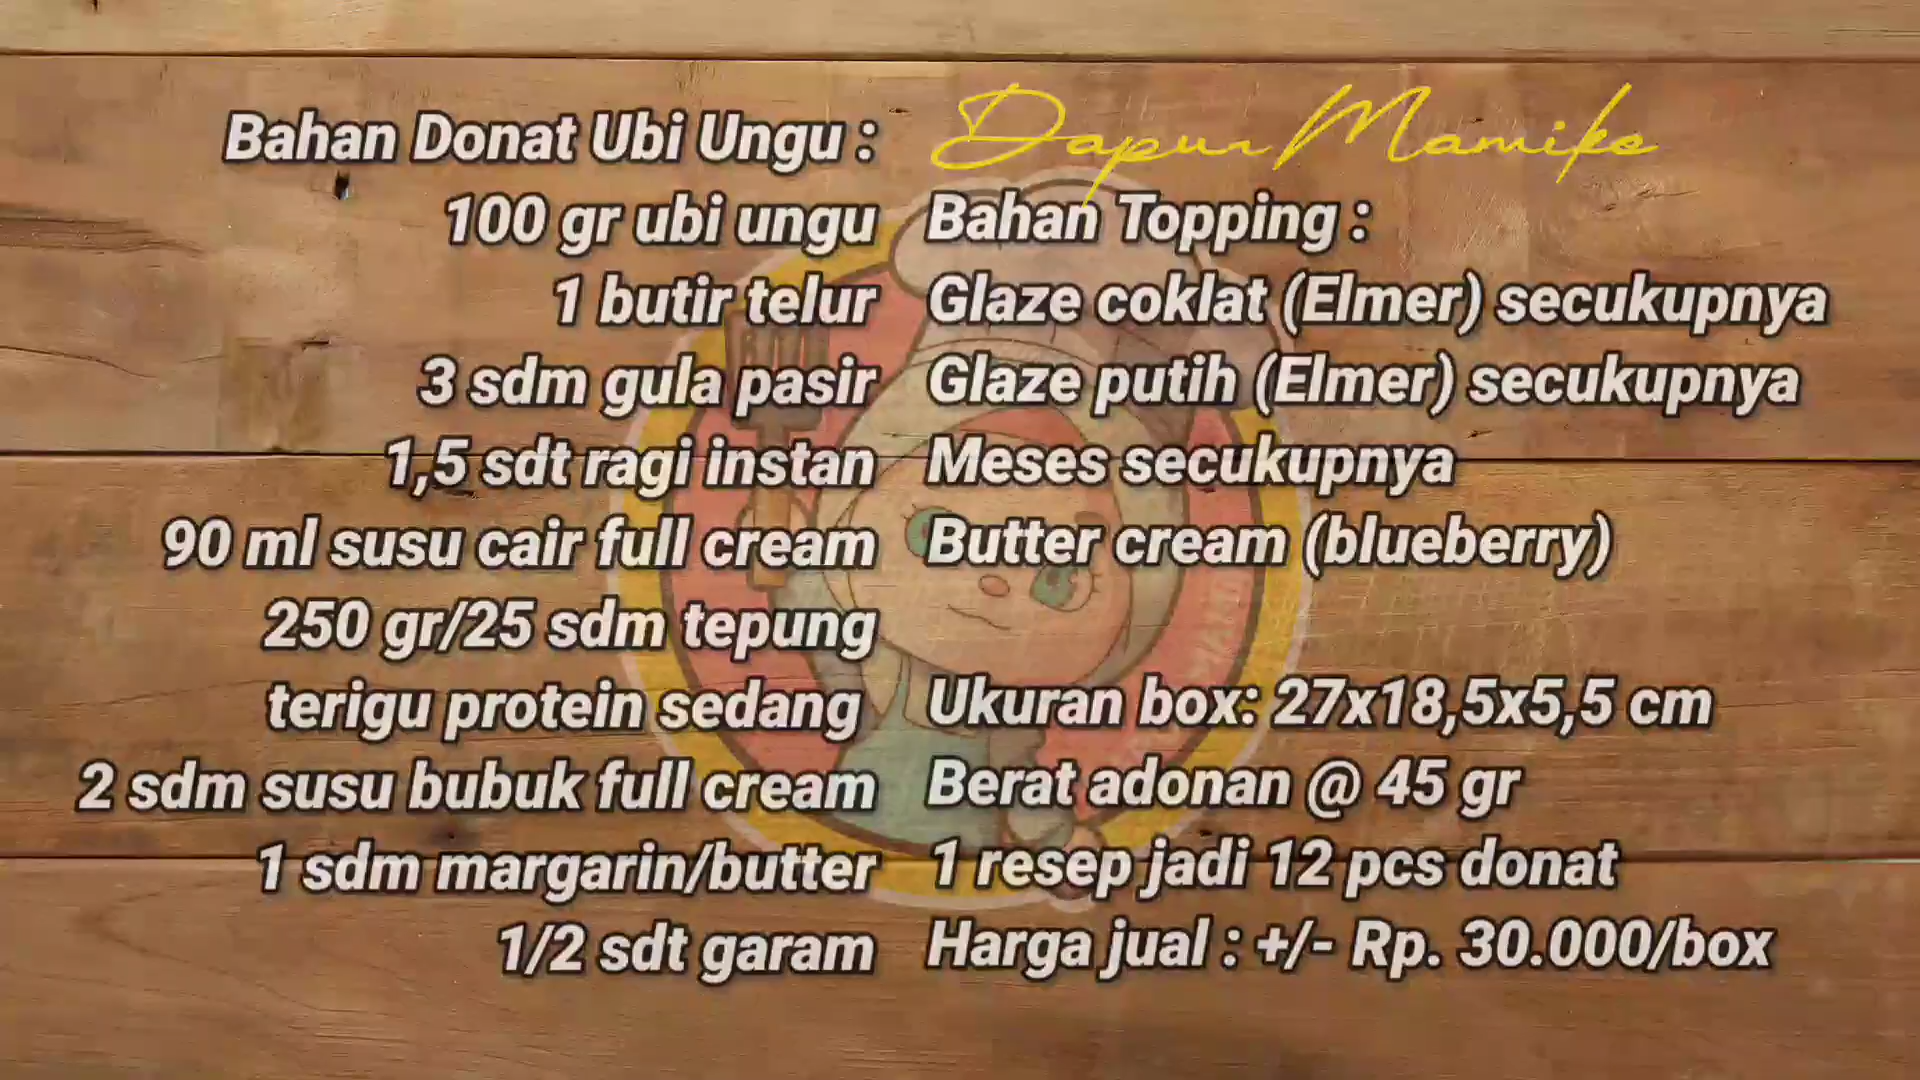 Dapur Mamike
Bahan Donat Ubi Ungu :
100 gr ubi ungu
1 butir telur
3 sdm gula pasir
1,5 sdt ragi instan
90 ml susu cair full cream
250 gr/25 sdm tepung
terigu protein sedang
2 sdm susu bubuk full cream
1 sdm margarin/butter
1/2 sdt garam
Bahan Topping :
Glaze coklat (Elmer) secukupnya
Glaze putih (Elmer) secukupnya
Meses secukupnya
Butter cream (blueberry)
Ukuran box: 27x18,5x5,5 cm
Berat adonan @ 45 gr
1 resep jadi 12 pcs donat
Harga jual : +/- Rp. 30.000/box